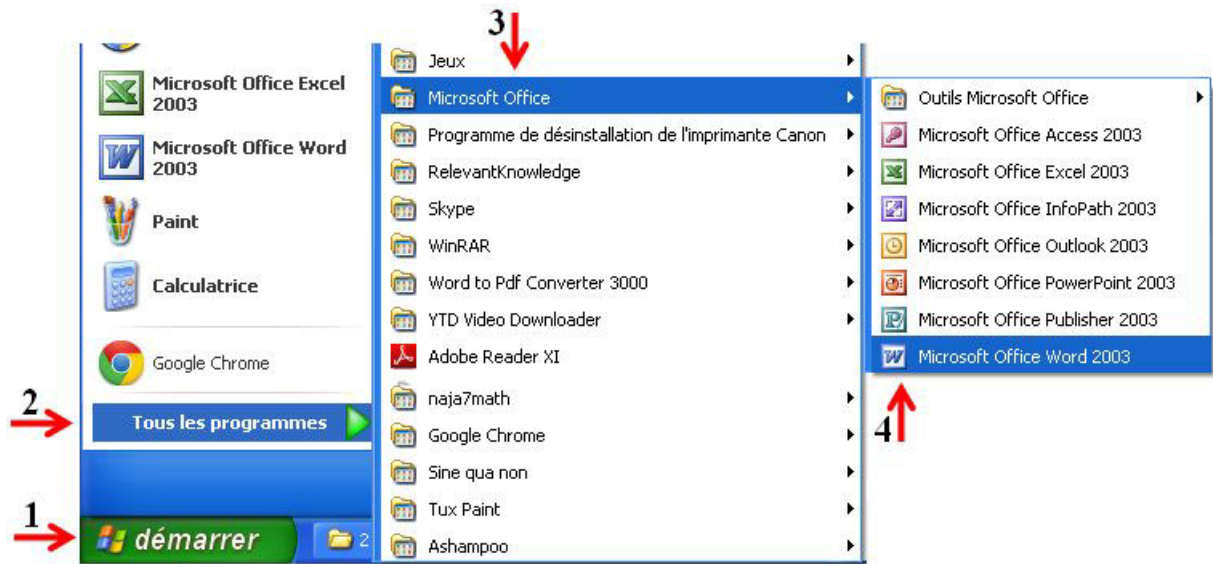 3
Microsoft Office Excel
2003
Microsoft Office Word
2003
Paint
Calculatrice
Google Chrome
2
Tous les programmes
1
démarrer
2
Jeux
Microsoft Office
Programme de désinstallation de l'imprimante Canon
RelevantKnowledge
Skype
WinRAR
Word to Pdf Converter 3000
YTD Video Downloader
Adobe Reader XI
naja7math
Google Chrome
Sine qua non
Tux Paint
Ashampoo
Outils Microsoft Office
Microsoft Office Access 2003
Microsoft Office Excel 2003
Microsoft Office InfoPath 2003
Microsoft Office Outlook 2003
Microsoft Office PowerPoint 2003
Microsoft Office Publisher 2003
Microsoft Office Word 2003
4